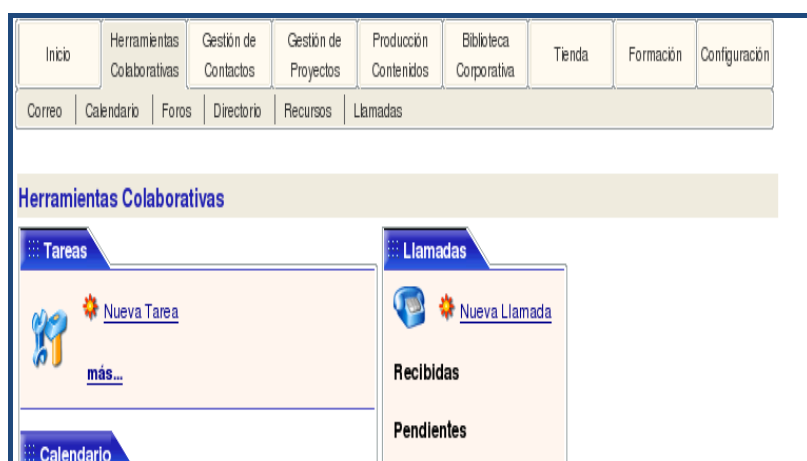 Inicio
Herramientas
Colaborativas
Gestión de
Contactos
Gestión de
Proyectos
Producción
Contenidos
Biblioteca
Corporativa
Tienda
Formación
Configuración
Correo | Calendario | Foros | Directorio | Recursos | Llamadas
Herramientas Colaborativas
Tareas
Nueva Tarea
más...
Calendario
Llamadas
Nueva Llamada
Recibidas
Pendientes